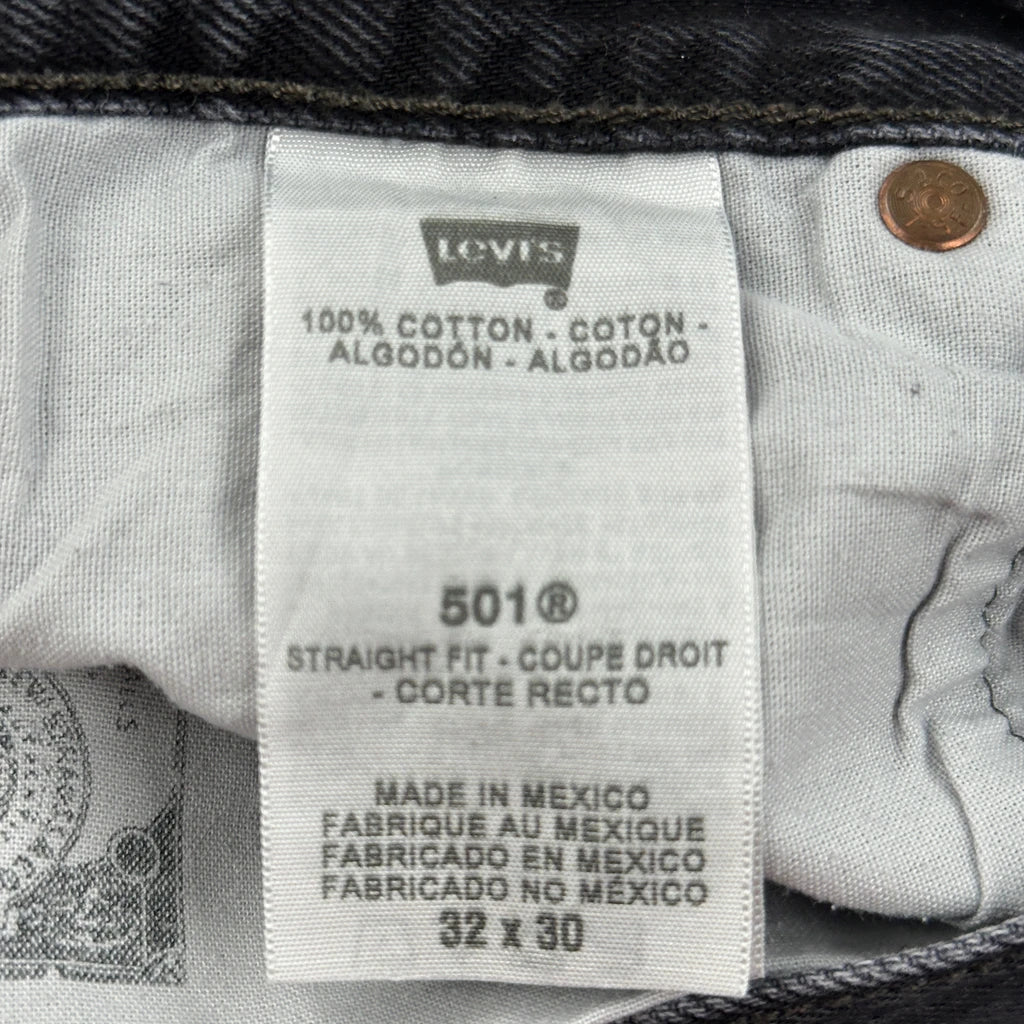 LEVI'S
®
100% COTTON - COTON -
ALGODÓN - ALGODÃO
501®
STRAIGHT FIT - COUPE DROIT
- CORTE RECTO
MADE IN MEXICO
FABRIQUE AU MEXIQUE
FABRICADO EN MEXICO
FABRICADO NO MÉXICO
32 x 30